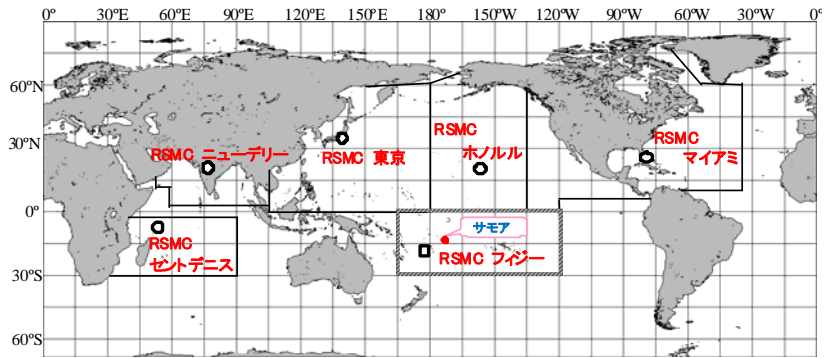 0° 30°E 60°E 90°E 120°E 150°E 180° 150°W 120°W 90°W 60°W 30°W 0°
60°N
30°N
0°
30°S
60°S
RSMC ニューデリー
RSMC 東京
RSMC
ホノルル
RSMC
マイアミ
サモア
RSMC フィジー
RSMC
セントデニス